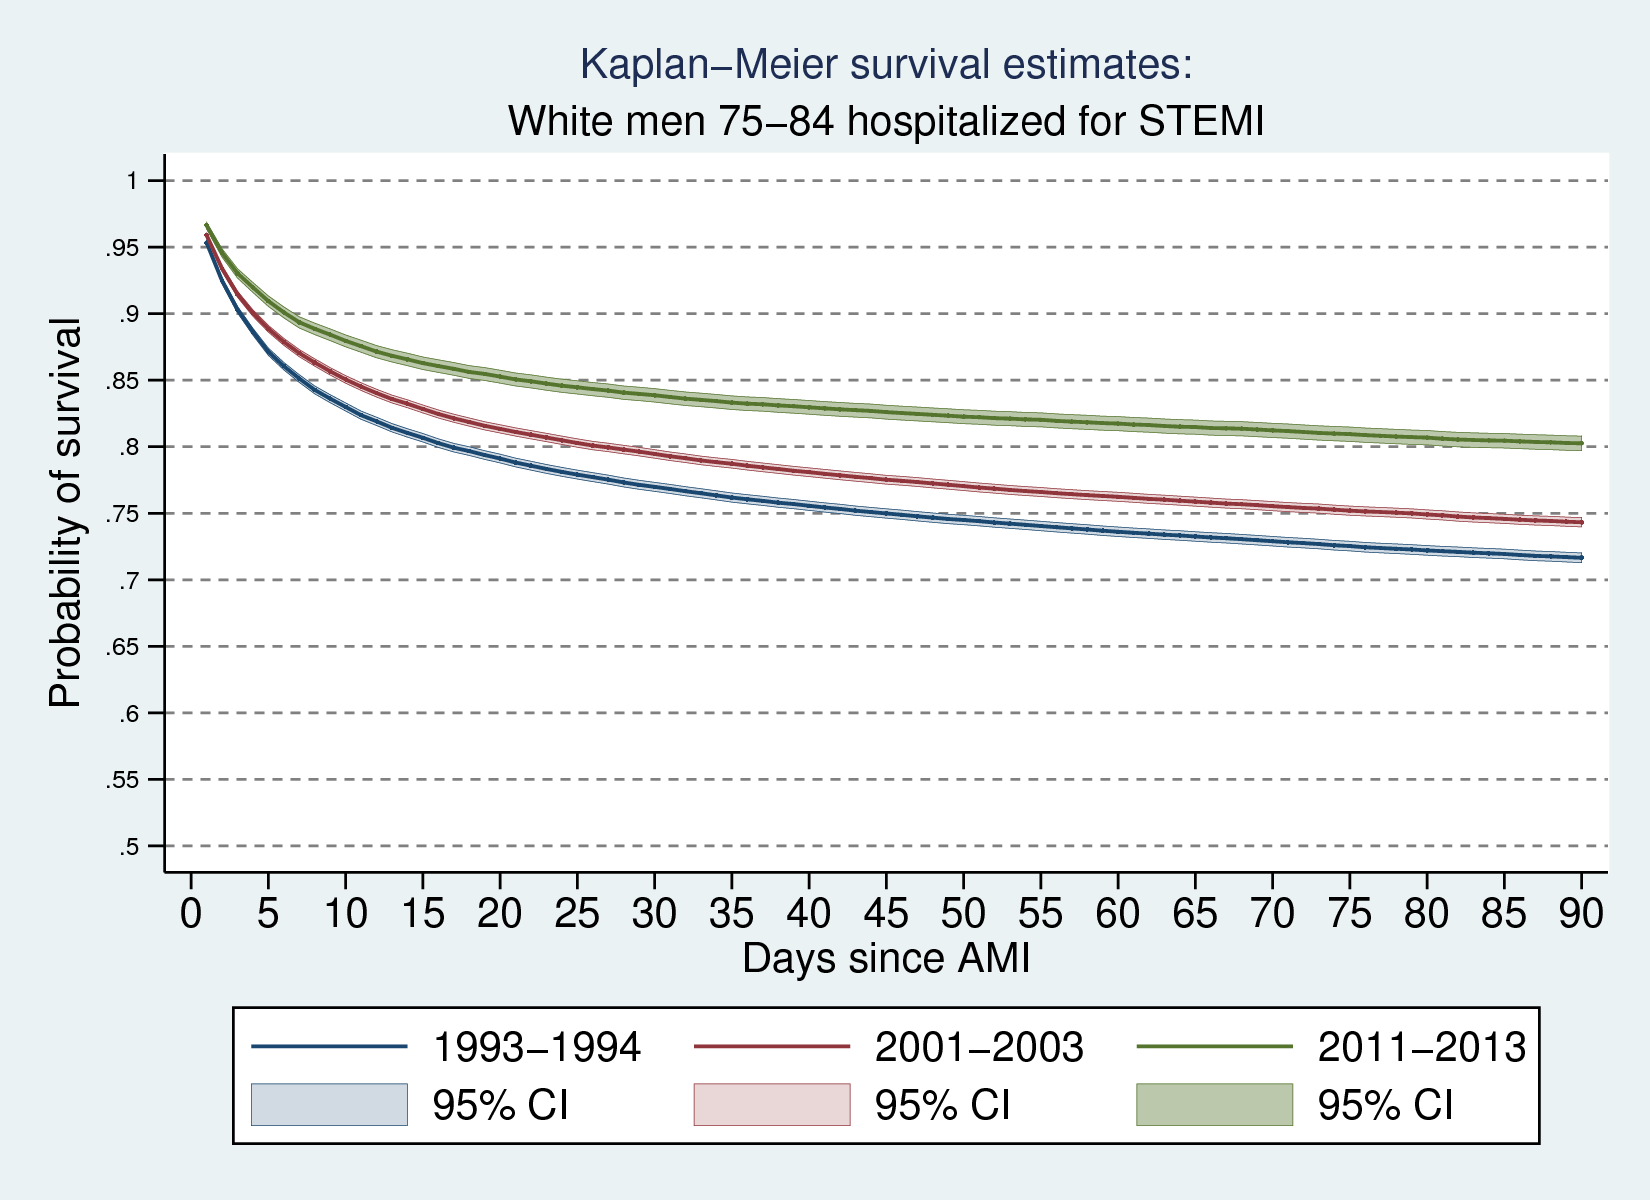 Kaplan−Meier survival estimates:
White men 75−84 hospitalized for STEMI
Probability of survival
1
.95
.9
.85
.8
.75
.7
.65
.6
.55
.5
0 5 10 15 20 25 30 35 40 45 50 55 60 65 70 75 80 85 90
Days since AMI
1993−1994 2001−2003 2011−2013
95% CI 95% CI 95% CI